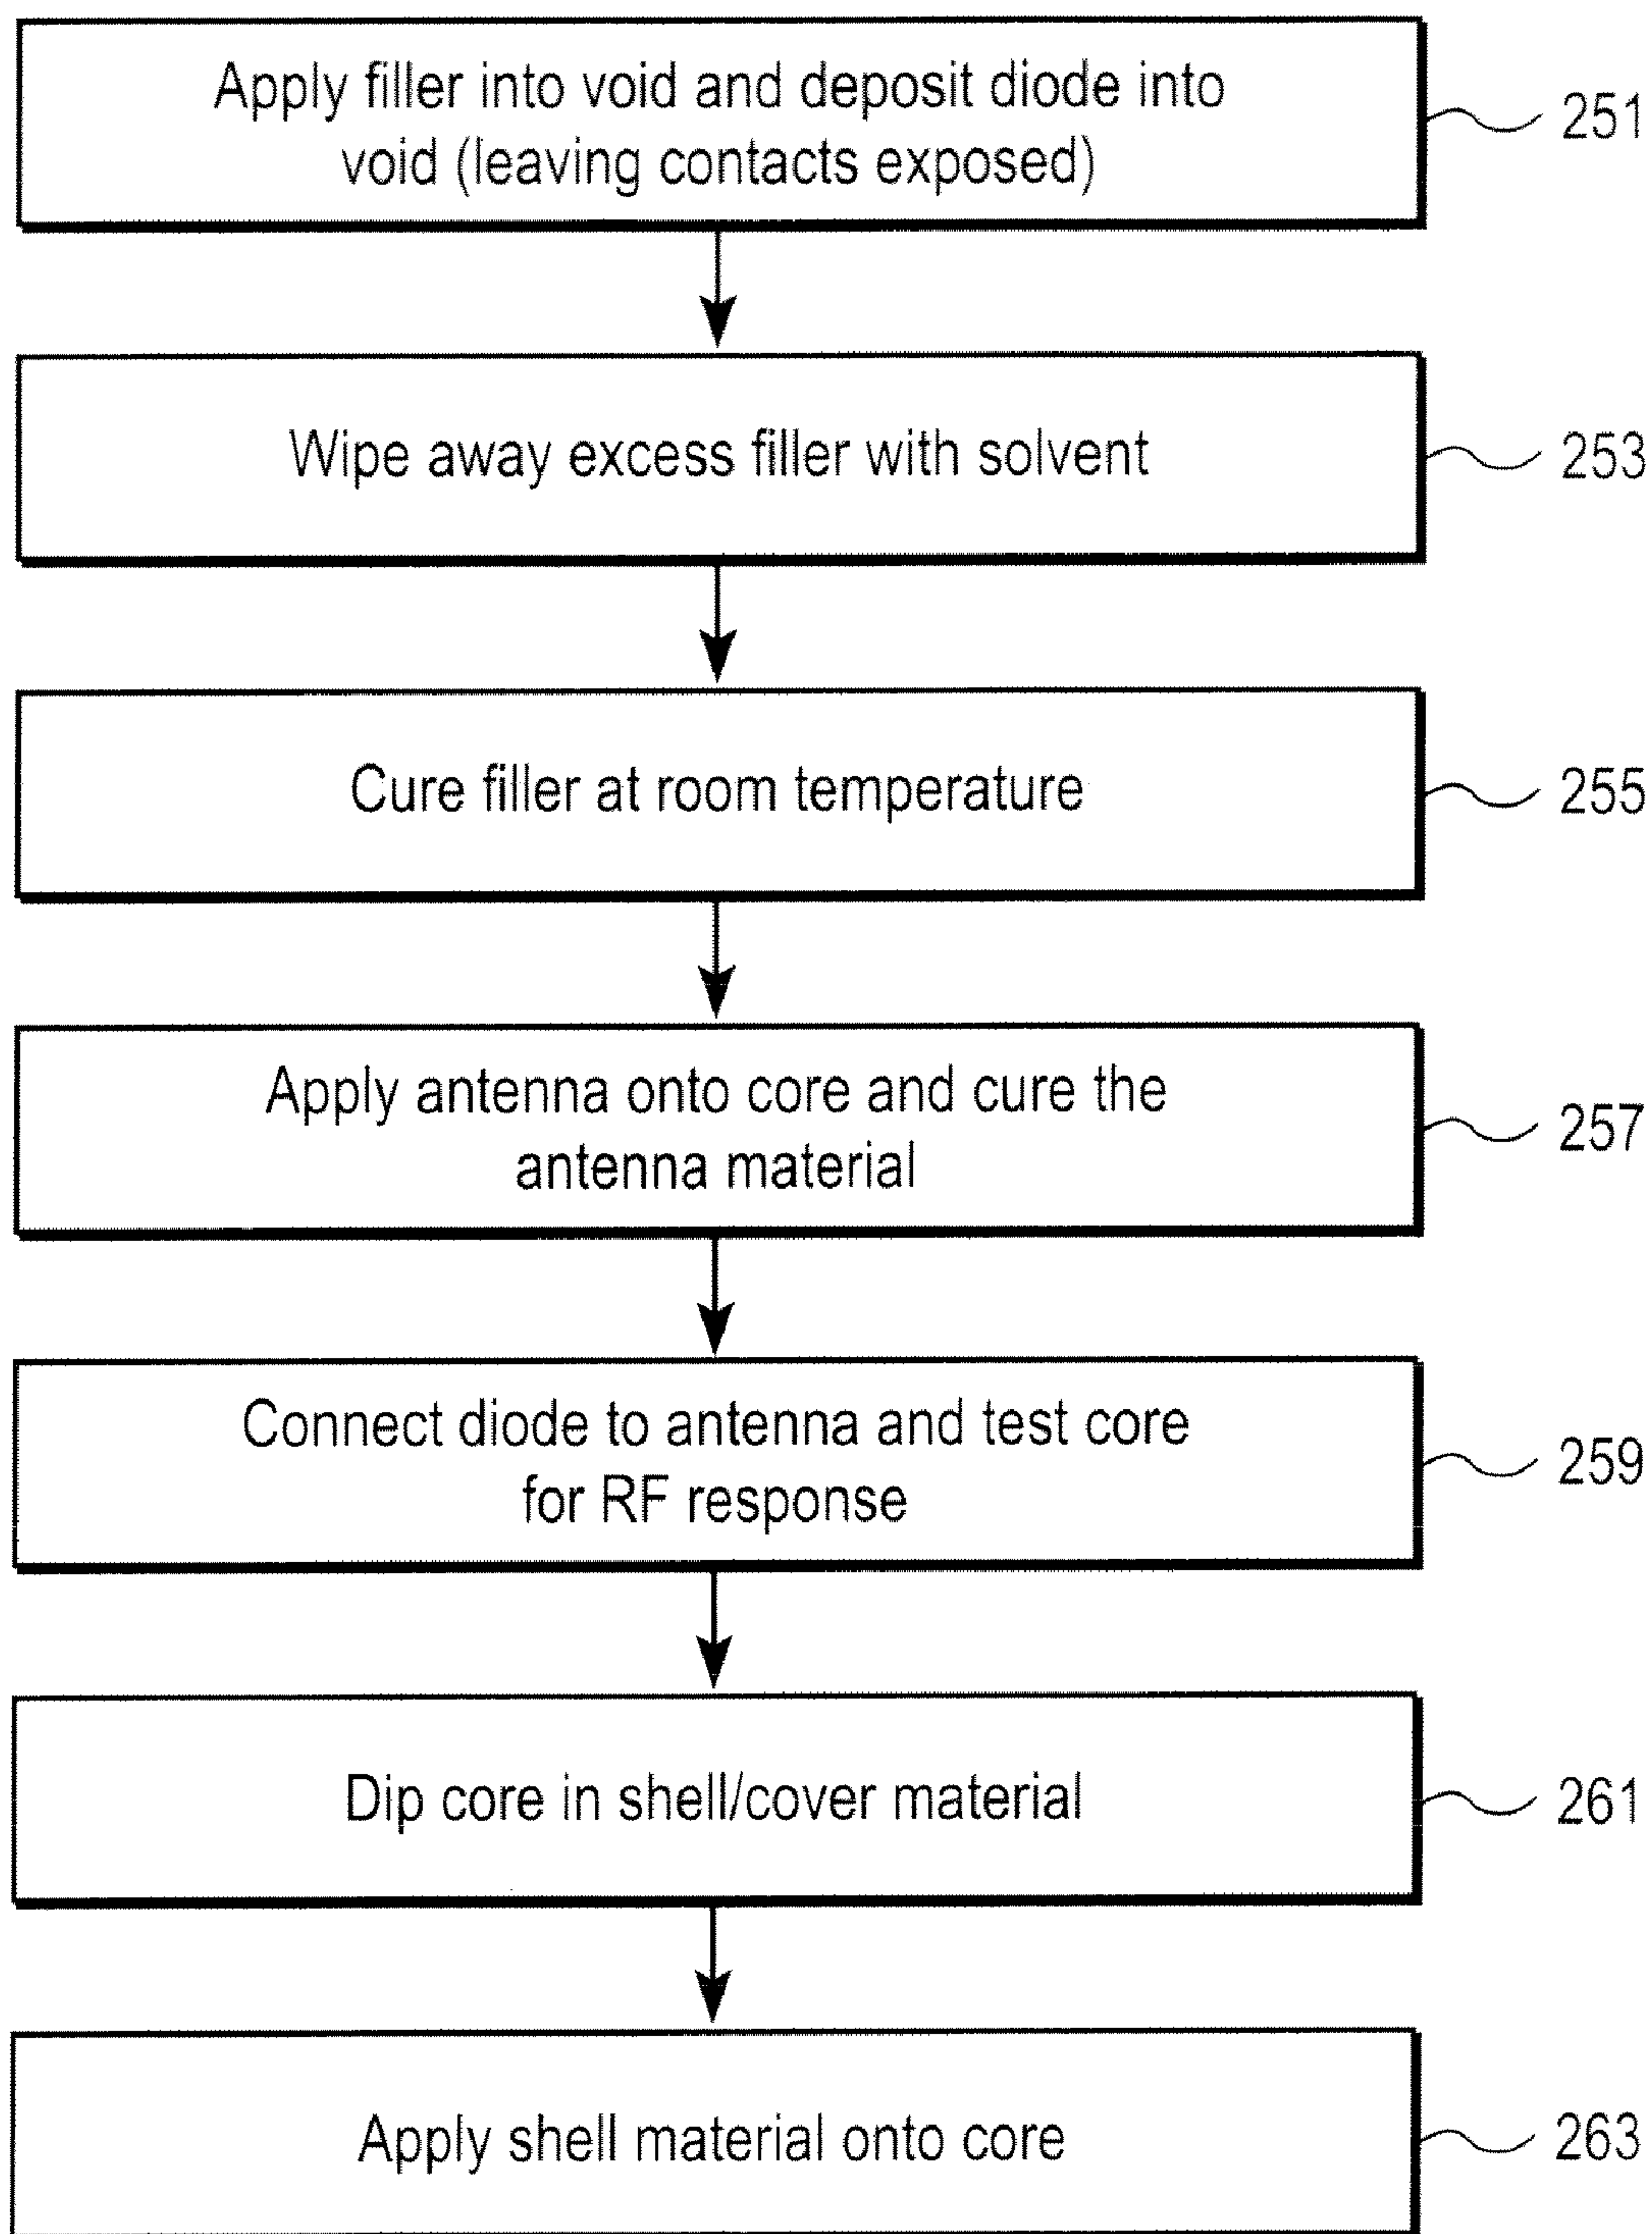 Apply filler into void and deposit diode into
void (leaving contacts exposed)
251
Wipe away excess filler with solvent
253
Cure filler at room temperature
255
Apply antenna onto core and cure the
antenna material
257
Connect diode to antenna and test core
for RF response
259
Dip core in shell/cover material
261
Apply shell material onto core
263